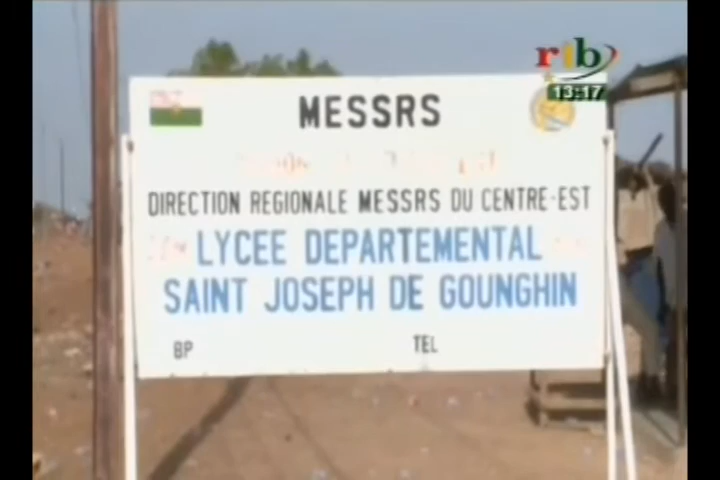 rtb
13:17
MESSRS
DIRECTION REGIONALE MESSRS DU CENTRE-EST
LYCEE DEPARTEMENTAL
SAINT JOSEPH DE GOUNGHIN
BP TEL